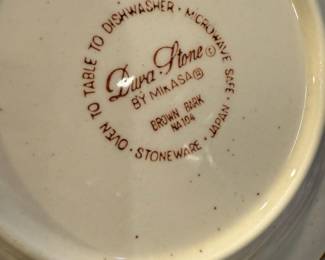 OVEN TO TABLE TO DISHWASHER · MICROWAVE SAFE · JAPAN · STONEWARE ·
Dura-Stone©
BY MIKASA®
BROWN BARK
NA104